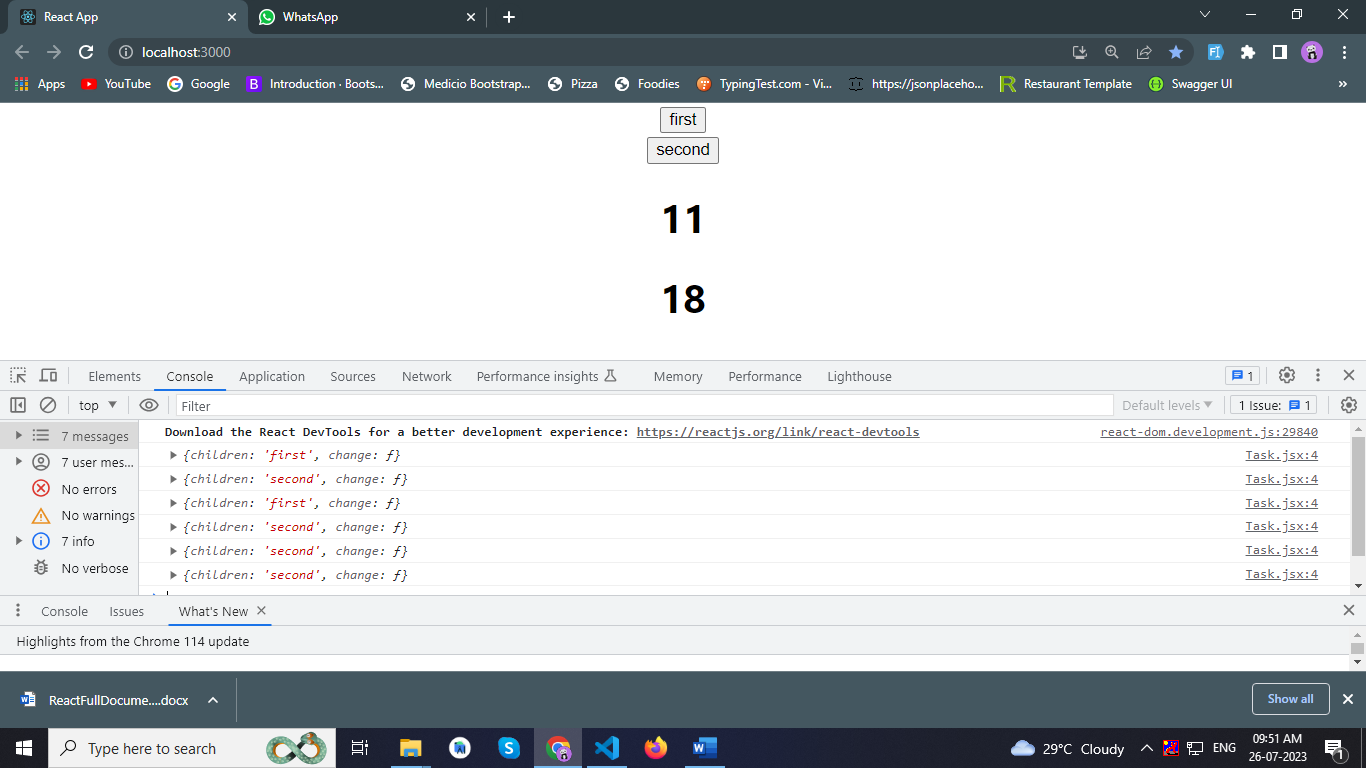 React App
WhatsApp
localhost:3000
Apps
YouTube
Google
Introduction · Boots...
Medicio Bootstrap...
Pizza
Foodies
TypingTest.com - Vi...
https://jsonplaceho...
Restaurant Template
Swagger UI
»
first
second
11
18
Elements
Console
Application
Sources
Network
Performance insights
Memory
Performance
Lighthouse
1
top
Filter
Default levels
1 Issue: 1
7 messages
7 user mes...
No errors
No warnings
7 info
No verbose
Download the React DevTools for a better development experience: https://reactjs.org/link/react-devtools
react-dom.development.js:29840
{children: 'first', change: ƒ}
Task.jsx:4
{children: 'second', change: ƒ}
Task.jsx:4
{children: 'first', change: ƒ}
Task.jsx:4
{children: 'second', change: ƒ}
Task.jsx:4
{children: 'second', change: ƒ}
Task.jsx:4
{children: 'second', change: ƒ}
Task.jsx:4
Console
Issues
What's New
Highlights from the Chrome 114 update
ReactFullDocume....docx
Show all
Type here to search
29°C Cloudy
ENG
09:51 AM
26-07-2023
1